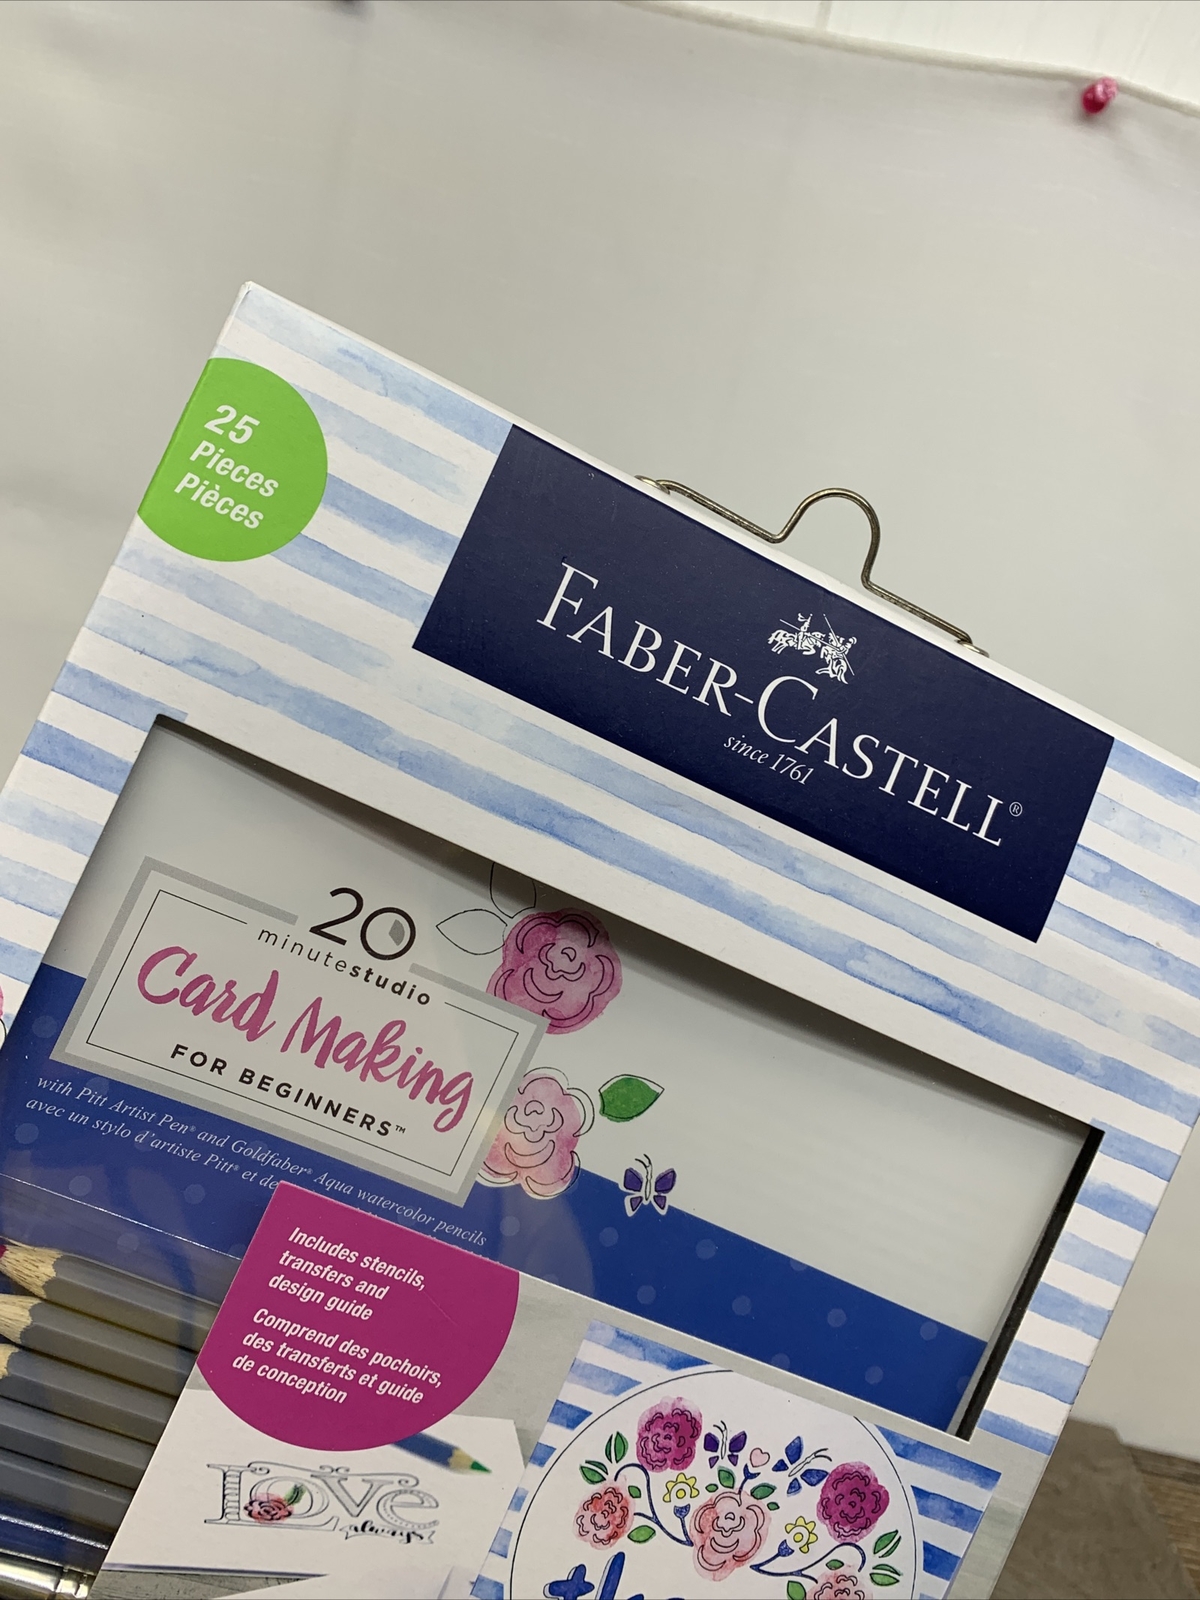 25
Pieces
Pièces
FABER-CASTELL®
since 1761
20
minutestudio
Card Making
FOR BEGINNERS™
with Pitt Artist Pen® and Goldfaber® Aqua watercolor pencils
avec un stylo d'artiste Pitt® et de
Includes stencils,
transfers and
design guide
Comprend des pochoirs,
des transferts et guide
de conception
LOVe
always